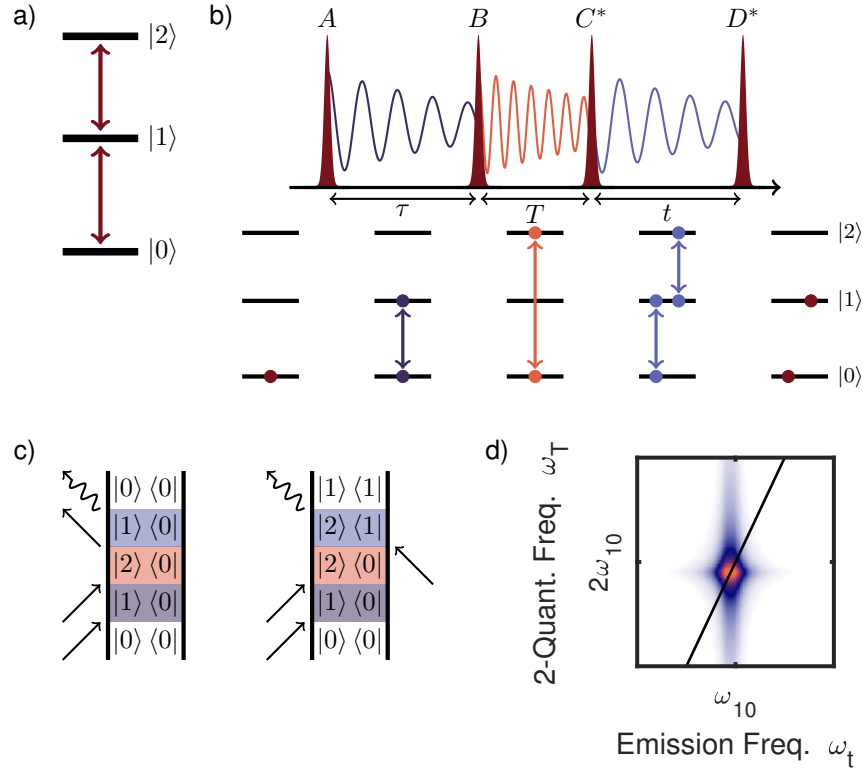 a)
|2⟩
|1⟩
|0⟩
b)
A B C* D*
τ T t
|2⟩
|1⟩
|0⟩
c)
|0⟩ ⟨0|
|1⟩ ⟨0|
|2⟩ ⟨0|
|1⟩ ⟨0|
|0⟩ ⟨0|
|1⟩ ⟨1|
|2⟩ ⟨1|
|2⟩ ⟨0|
|1⟩ ⟨0|
|0⟩ ⟨0|
d)
2-Quant. Freq. ω_T
2ω_10
ω_10
Emission Freq. ω_t